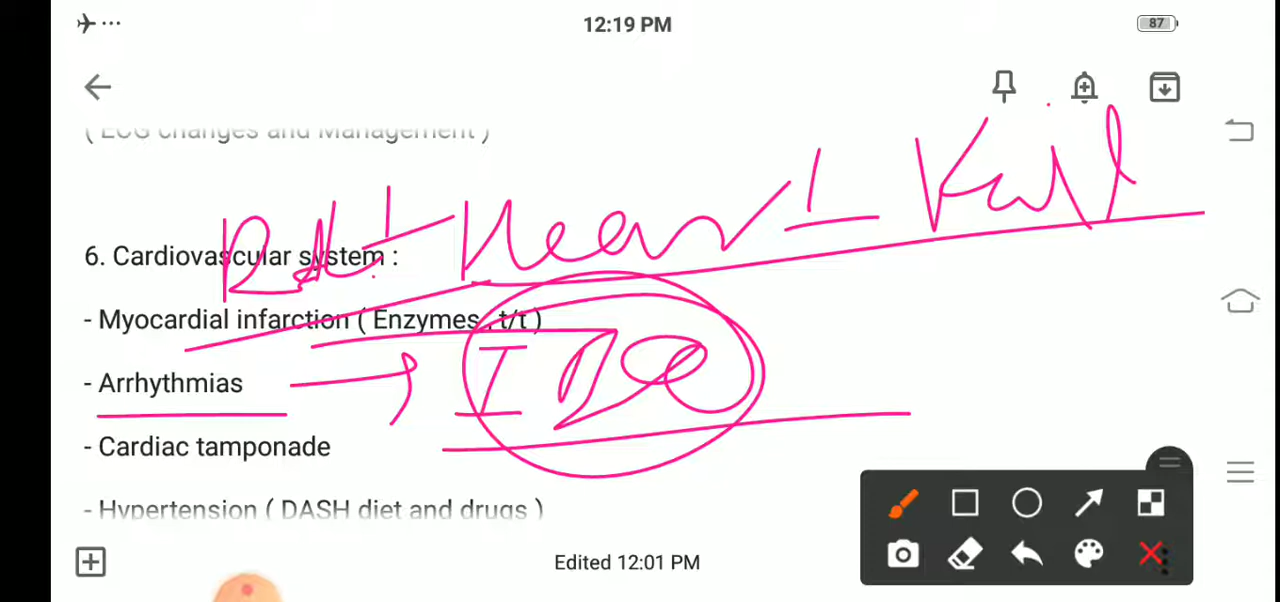 12:19 PM
87
( ECG changes and Management )
Heart
6. Cardiovascular system :
- Myocardial infarction ( Enzymes , t/t )
- Arrhythmias
- Cardiac tamponade
- Hypertension ( DASH diet and drugs )
Edited 12:01 PM